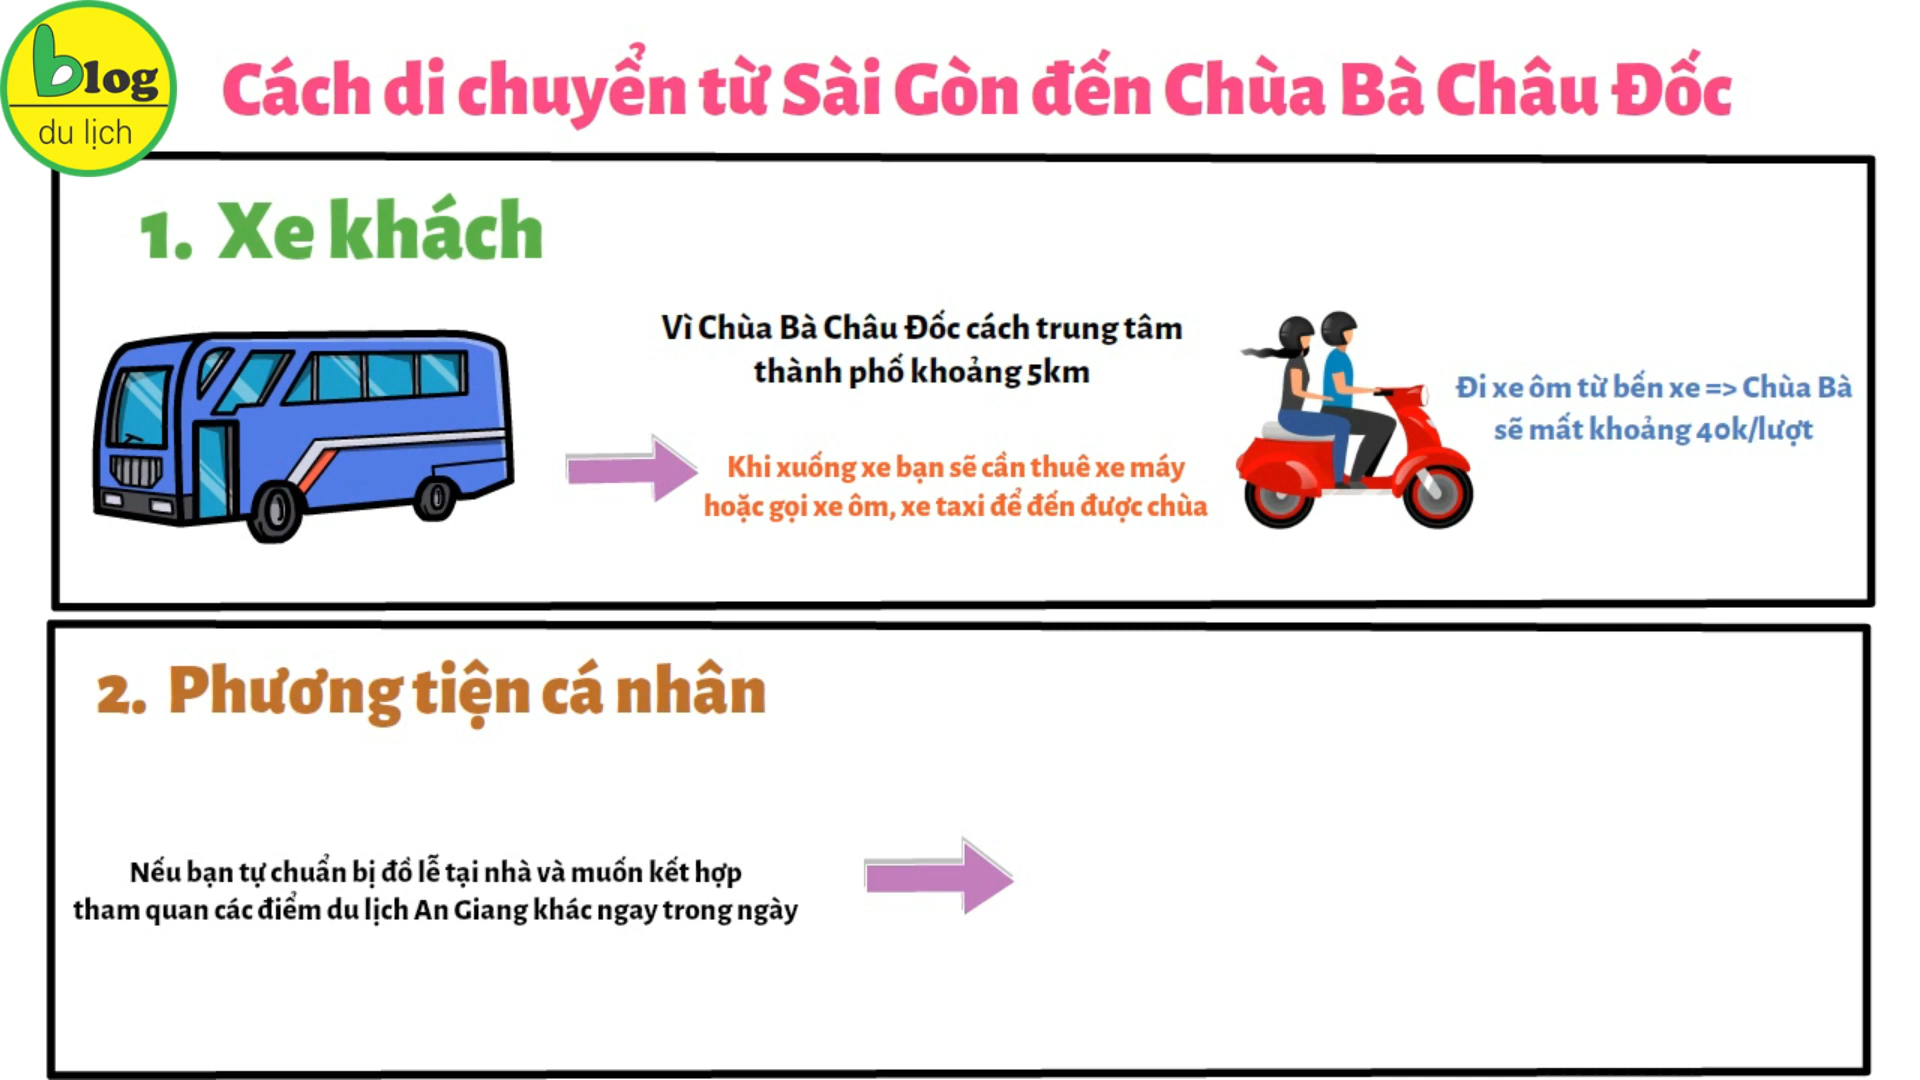 blog
du lịch
Cách di chuyển từ Sài Gòn đến Chùa Bà Châu Đốc
1. Xe khách
Vì Chùa Bà Châu Đốc cách trung tâm
thành phố khoảng 5km
Khi xuống xe bạn sẽ cần thuê xe máy
hoặc gọi xe ôm, xe taxi để đến được chùa
Đi xe ôm từ bến xe => Chùa Bà
sẽ mất khoảng 40k/lượt
2. Phương tiện cá nhân
Nếu bạn tự chuẩn bị đồ lễ tại nhà và muốn kết hợp
tham quan các điểm du lịch An Giang khác ngay trong ngày